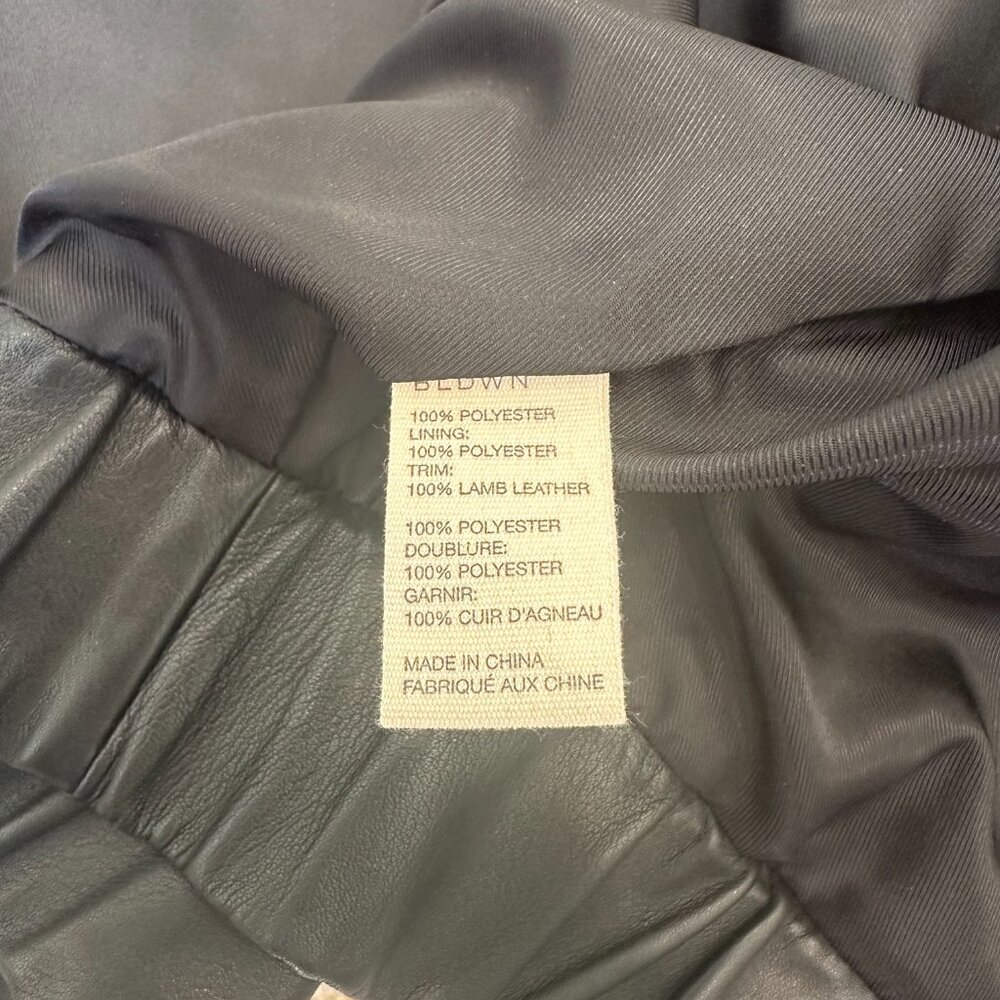 BLDWN
100% POLYESTER
LINING:
100% POLYESTER
TRIM:
100% LAMB LEATHER
100% POLYESTER
DOUBLURE:
100% POLYESTER
GARNIR:
100% CUIR D'AGNEAU
MADE IN CHINA
FABRIQUÉ AUX CHINE